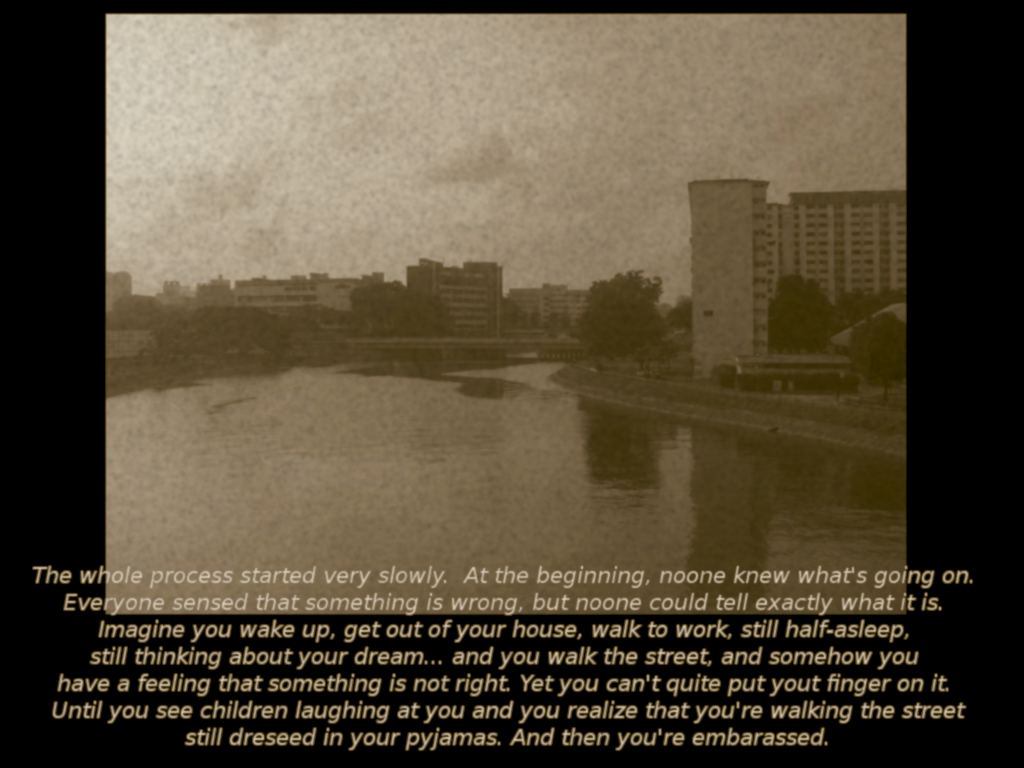 The whole process started very slowly.  At the beginning, noone knew what's going on.
Everyone sensed that something is wrong, but noone could tell exactly what it is.
Imagine you wake up, get out of your house, walk to work, still half-asleep,
still thinking about your dream... and you walk the street, and somehow you
have a feeling that something is not right. Yet you can't quite put yout finger on it.
Until you see children laughing at you and you realize that you're walking the street
still dreseed in your pyjamas. And then you're embarassed.